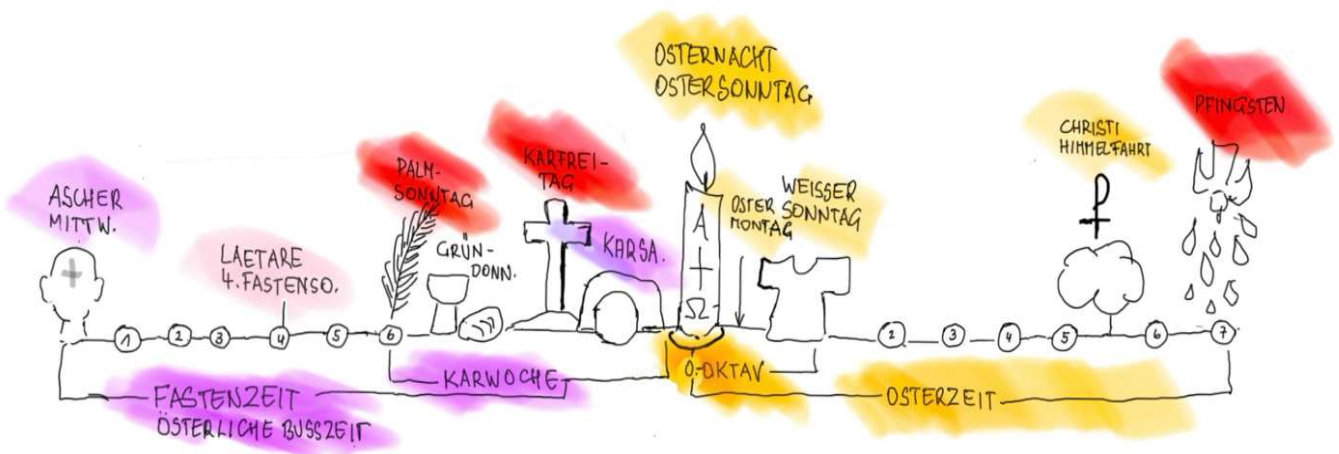 ASCHER
MITTW.
LAETARE
4. FASTENSO.
PALM-
SONNTAG
GRÜN-
DONN.
KARFREI-
TAG
KARSA.
OSTERNACHT
OSTERSONNTAG
A
Ω
OSTER
MONTAG
WEISSER
SONNTAG
CHRISTI
HIMMELFAHRT
PFINGSTEN
1 2 3 4 5 6 2 3 4 5 6 7
FASTENZEIT
ÖSTERLICHE BUSSZEIT
KARWOCHE
O.-OKTAV
OSTERZEIT